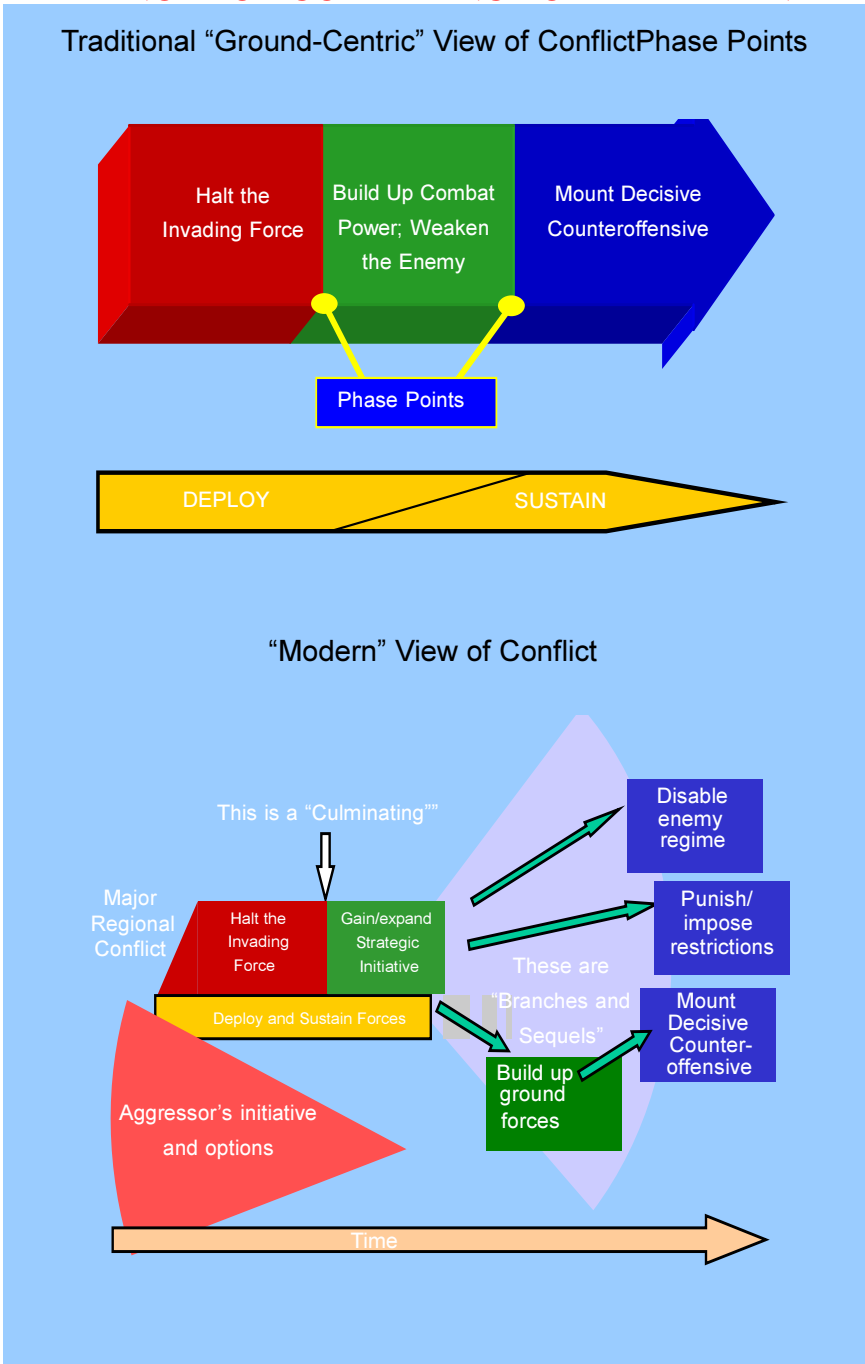 Traditional “Ground-Centric” View of ConflictPhase Points
Halt the
Invading Force
Build Up Combat
Power; Weaken
the Enemy
Mount Decisive
Counteroffensive
Phase Points
DEPLOY
SUSTAIN
“Modern” View of Conflict
This is a “Culminating””
Major
Regional
Conflict
Halt the
Invading
Force
Gain/expand
Strategic
Initiative
Deploy and Sustain Forces
Disable
enemy
regime
Punish/
impose
restrictions
These are
“Branches and
Sequels”
Mount
Decisive
Counter-
offensive
Build up
ground
forces
Aggressor’s initiative
and options
Time